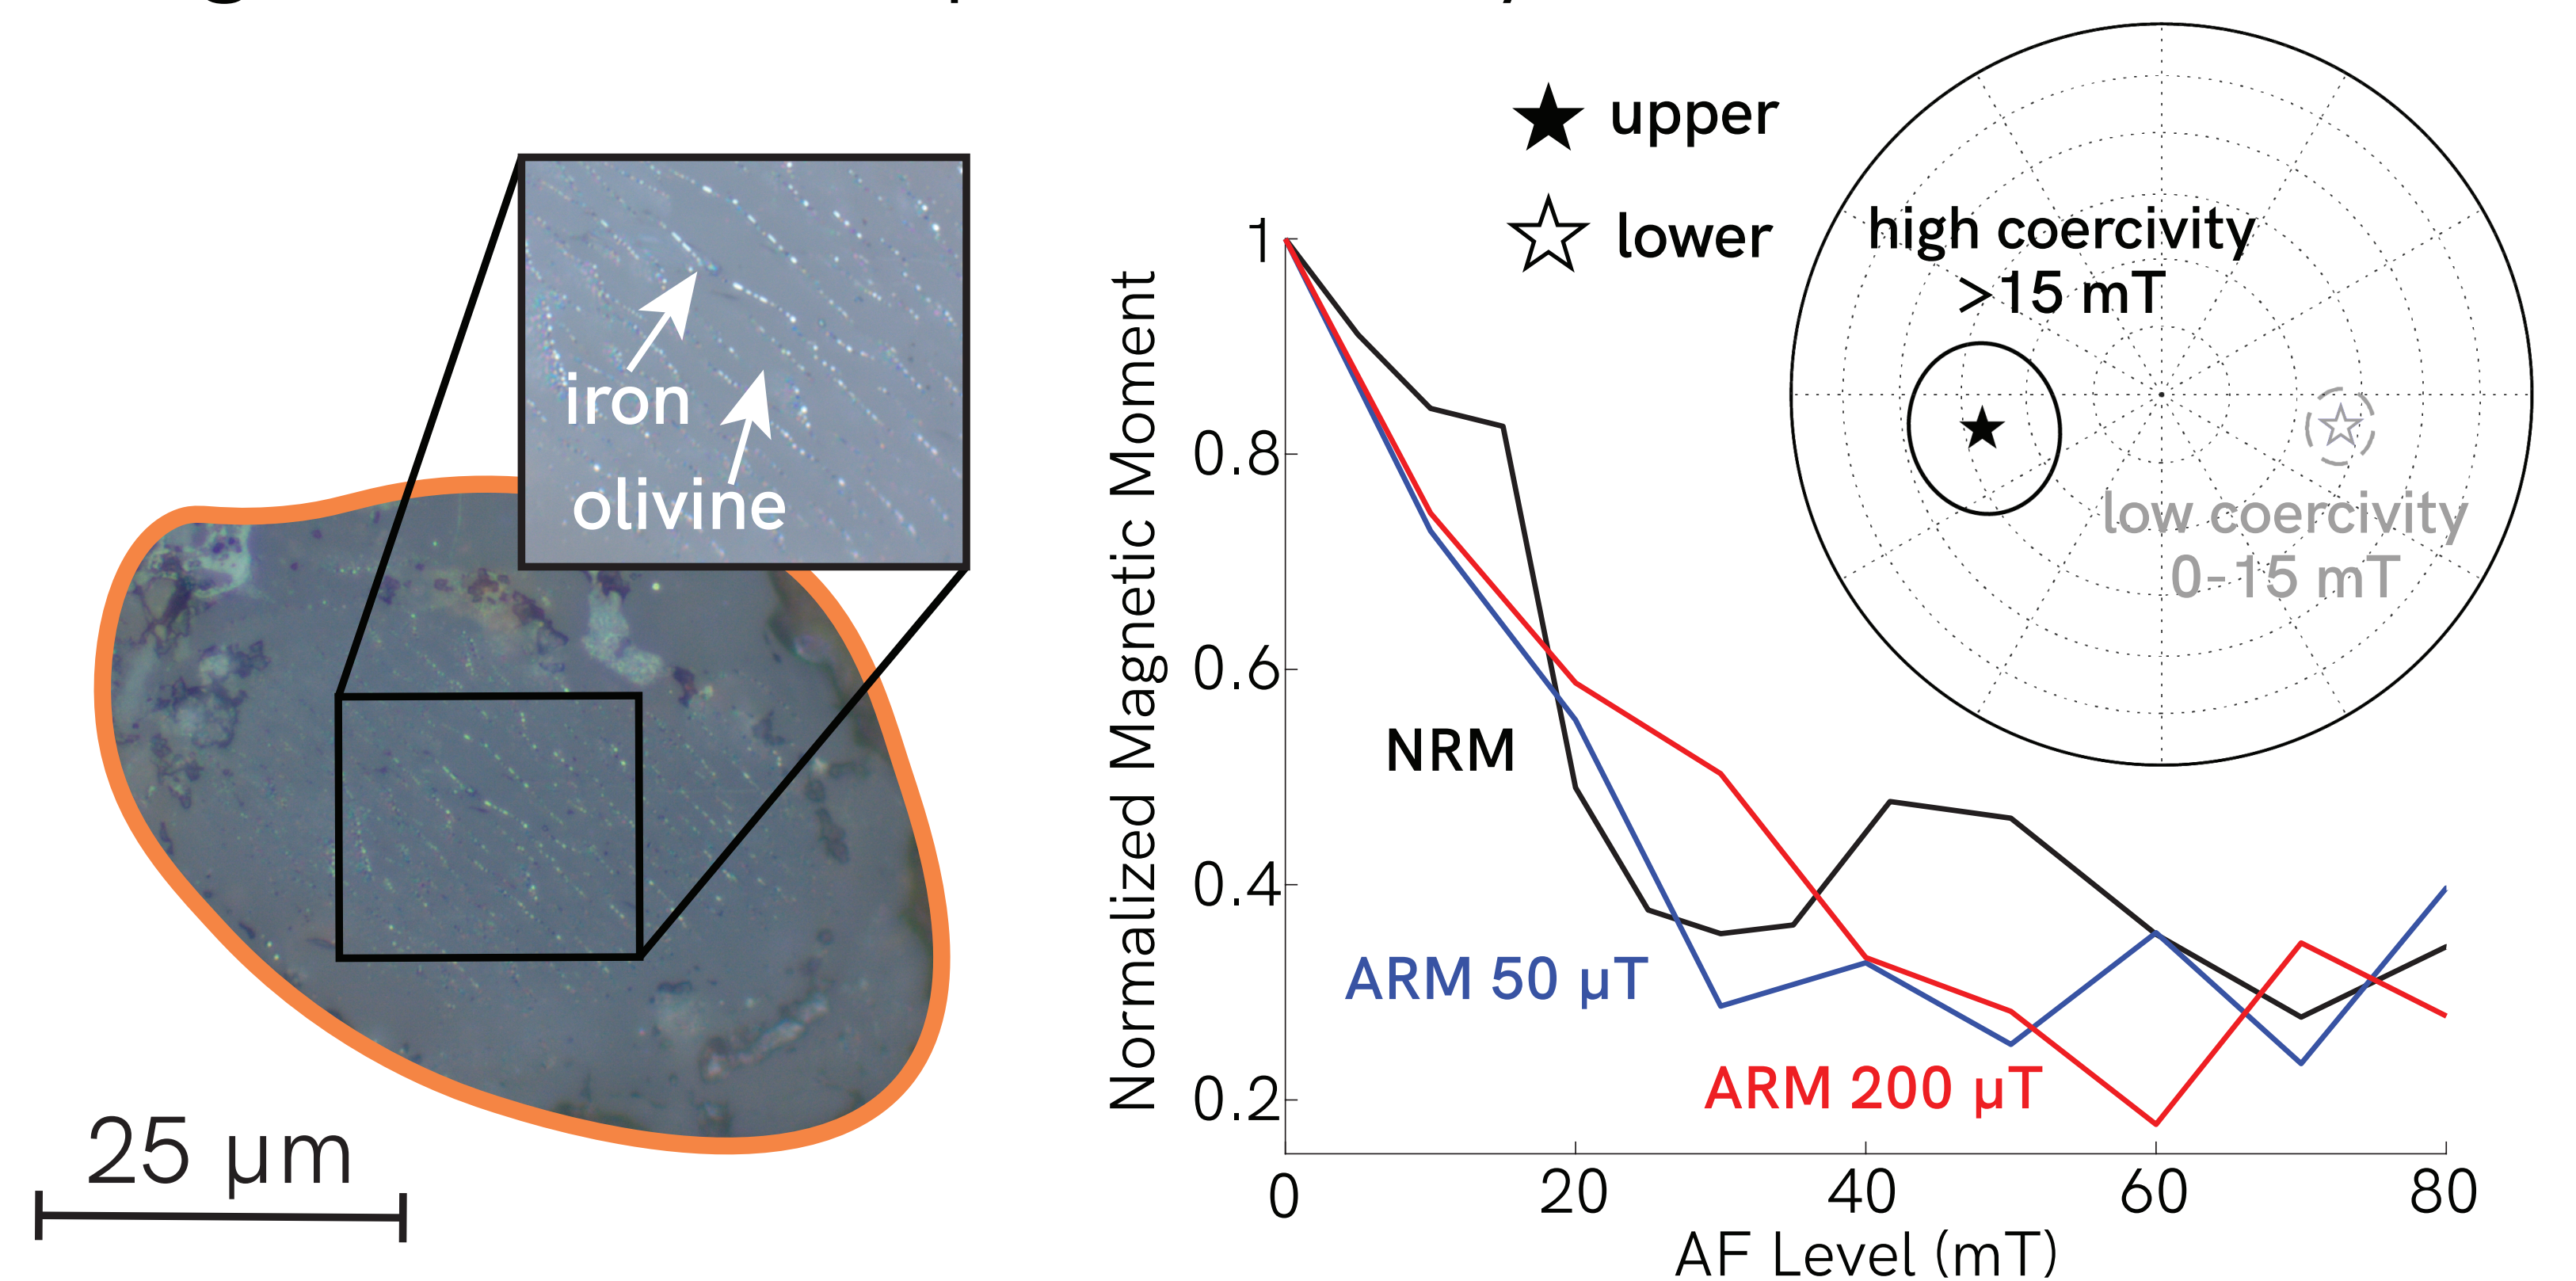 iron
olivine
25 µm
upper
lower
high coercivity
>15 mT
low coercivity
0-15 mT
Normalized Magnetic Moment
1
0.8
0.6
0.4
0.2
NRM
ARM 50 µT
ARM 200 µT
0
20
40
60
80
AF Level (mT)